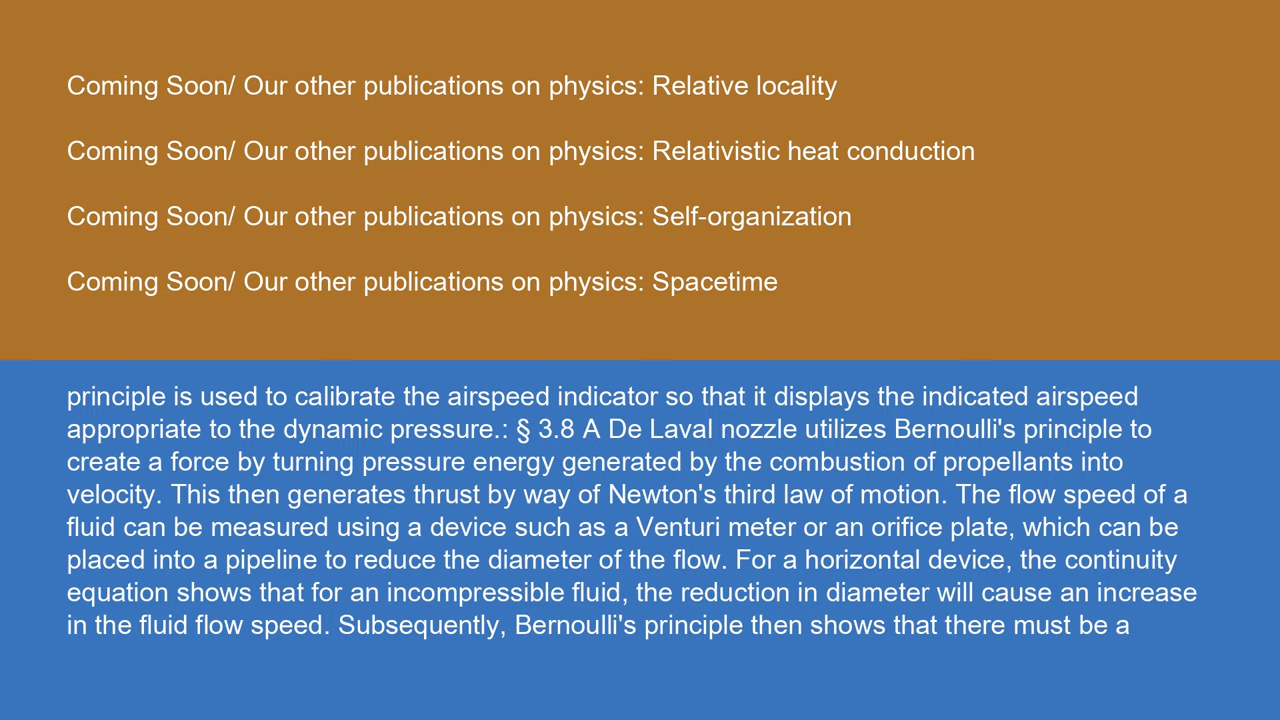 Coming Soon/ Our other publications on physics: Relative locality
Coming Soon/ Our other publications on physics: Relativistic heat conduction
Coming Soon/ Our other publications on physics: Self-organization
Coming Soon/ Our other publications on physics: Spacetime
principle is used to calibrate the airspeed indicator so that it displays the indicated airspeed
appropriate to the dynamic pressure.: § 3.8 A De Laval nozzle utilizes Bernoulli's principle to
create a force by turning pressure energy generated by the combustion of propellants into
velocity. This then generates thrust by way of Newton's third law of motion. The flow speed of a
fluid can be measured using a device such as a Venturi meter or an orifice plate, which can be
placed into a pipeline to reduce the diameter of the flow. For a horizontal device, the continuity
equation shows that for an incompressible fluid, the reduction in diameter will cause an increase
in the fluid flow speed. Subsequently, Bernoulli's principle then shows that there must be a